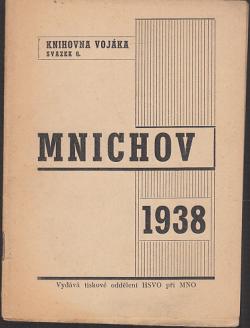 KNIHOVNA VOJÁKA
SVAZEK 6.
MNICHOV
1938
Vydává tiskové oddělení HSVO při MNO